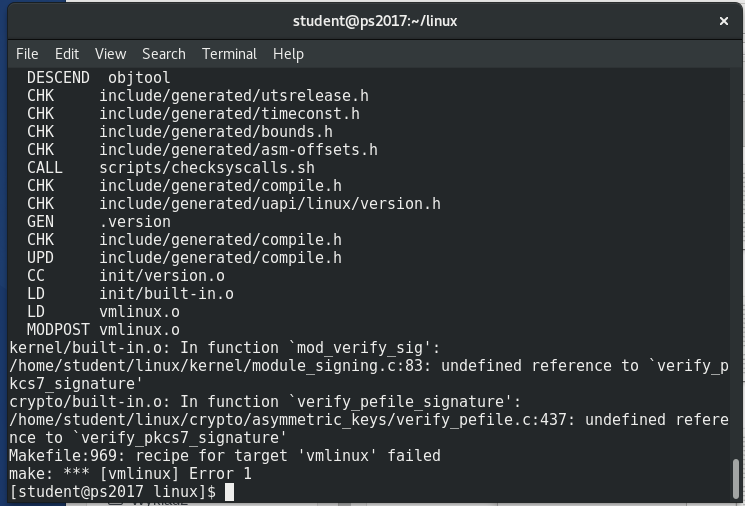 student@ps2017:~/linux
File Edit View Search Terminal Help
DESCEND objtool
CHK include/generated/utsrelease.h
CHK include/generated/timeconst.h
CHK include/generated/bounds.h
CHK include/generated/asm-offsets.h
CALL scripts/checksyscalls.sh
CHK include/generated/compile.h
CHK include/generated/uapi/linux/version.h
GEN .version
CHK include/generated/compile.h
UPD include/generated/compile.h
CC init/version.o
LD init/built-in.o
LD vmlinux.o
MODPOST vmlinux.o
kernel/built-in.o: In function `mod_verify_sig':
/home/student/linux/kernel/module_signing.c:83: undefined reference to `verify_p
kcs7_signature'
crypto/built-in.o: In function `verify_pefile_signature':
/home/student/linux/crypto/asymmetric_keys/verify_pefile.c:437: undefined refere
nce to `verify_pkcs7_signature'
Makefile:969: recipe for target 'vmlinux' failed
make: *** [vmlinux] Error 1
[student@ps2017 linux]$